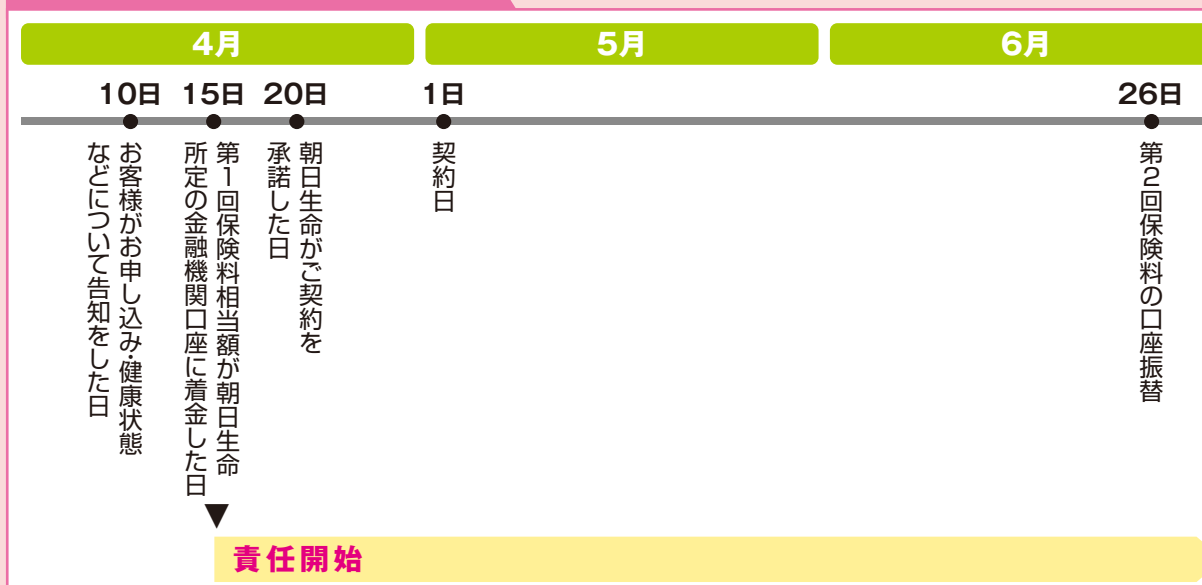 4月
5月
6月
10日
15日
20日
1日
26日
お客様がお申し込み・健康状態
などについて告知をした日
第1回保険料相当額が朝日生命
所定の金融機関口座に着金した日
朝日生命がご契約を
承諾した日
契約日
第2回保険料の口座振替
責任開始